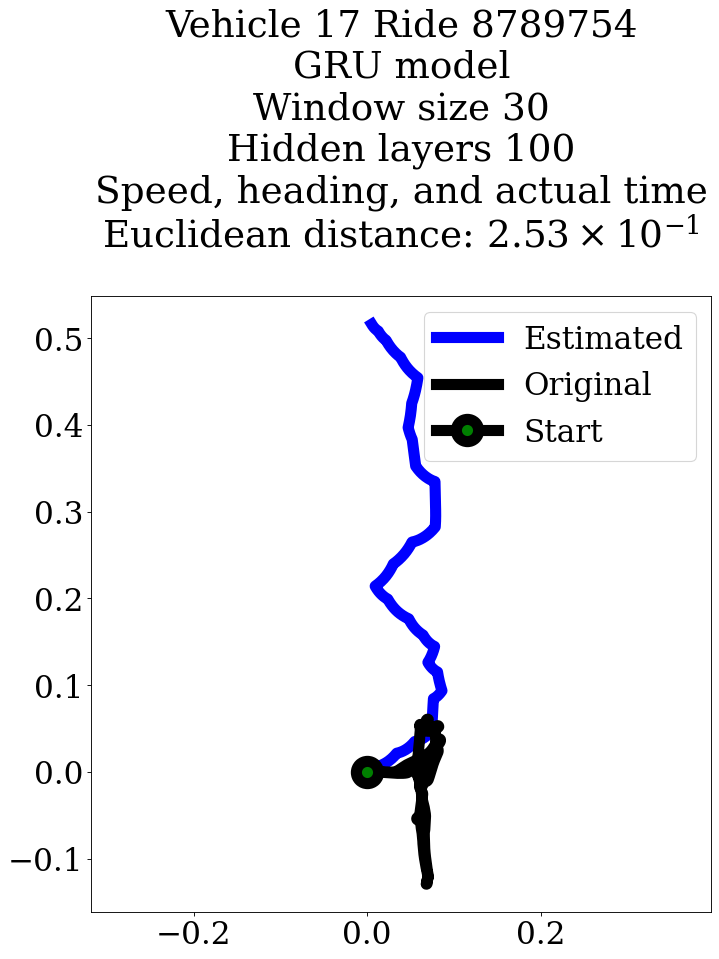 Vehicle 17 Ride 8789754
GRU model
Window size 30
Hidden layers 100
Speed, heading, and actual time
Euclidean distance: 2.53 × 10⁻¹
Estimated
Original
Start
0.5
0.4
0.3
0.2
0.1
0.0
−0.1
−0.2 0.0 0.2